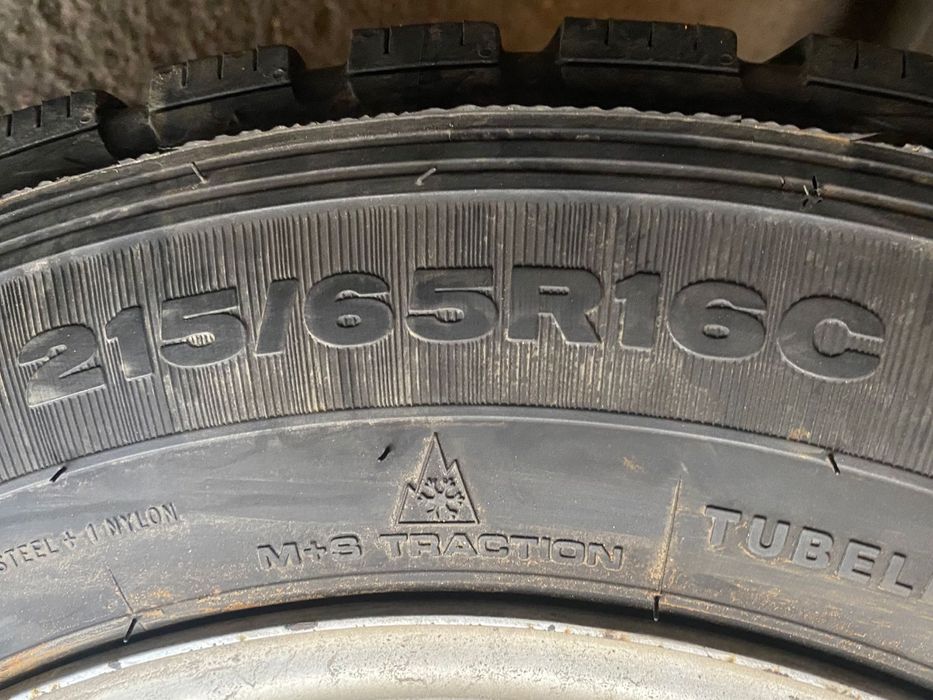 215/65R16C
STEEL + 1 NYLON
M+S TRACTION
TUBEL